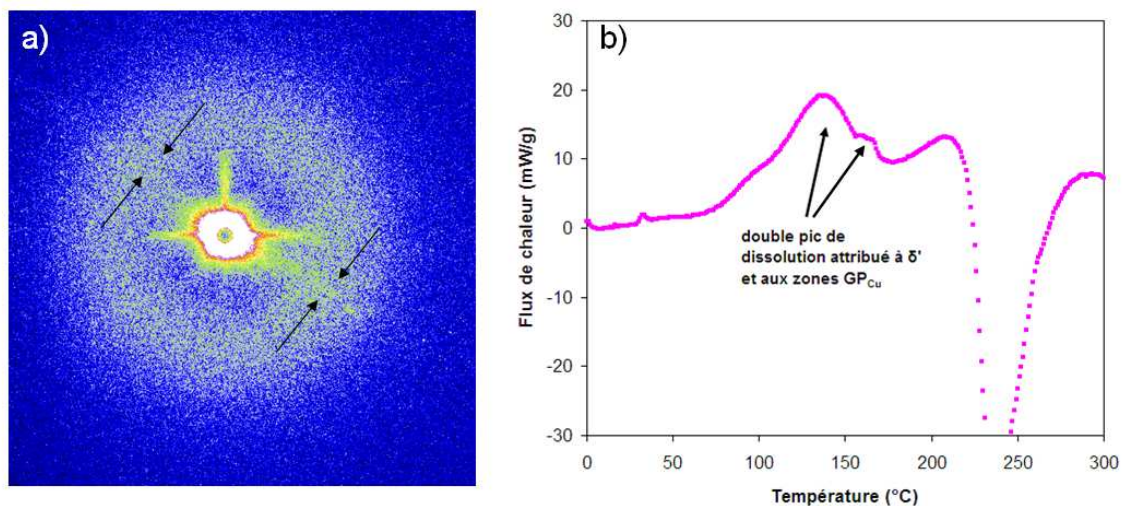 a)
b)
30
20
10
0
-10
-20
-30
Flux de chaleur (mW/g)
double pic de
dissolution attribué à δ'
et aux zones GPCu
0
50
100
150
200
250
300
Température (°C)